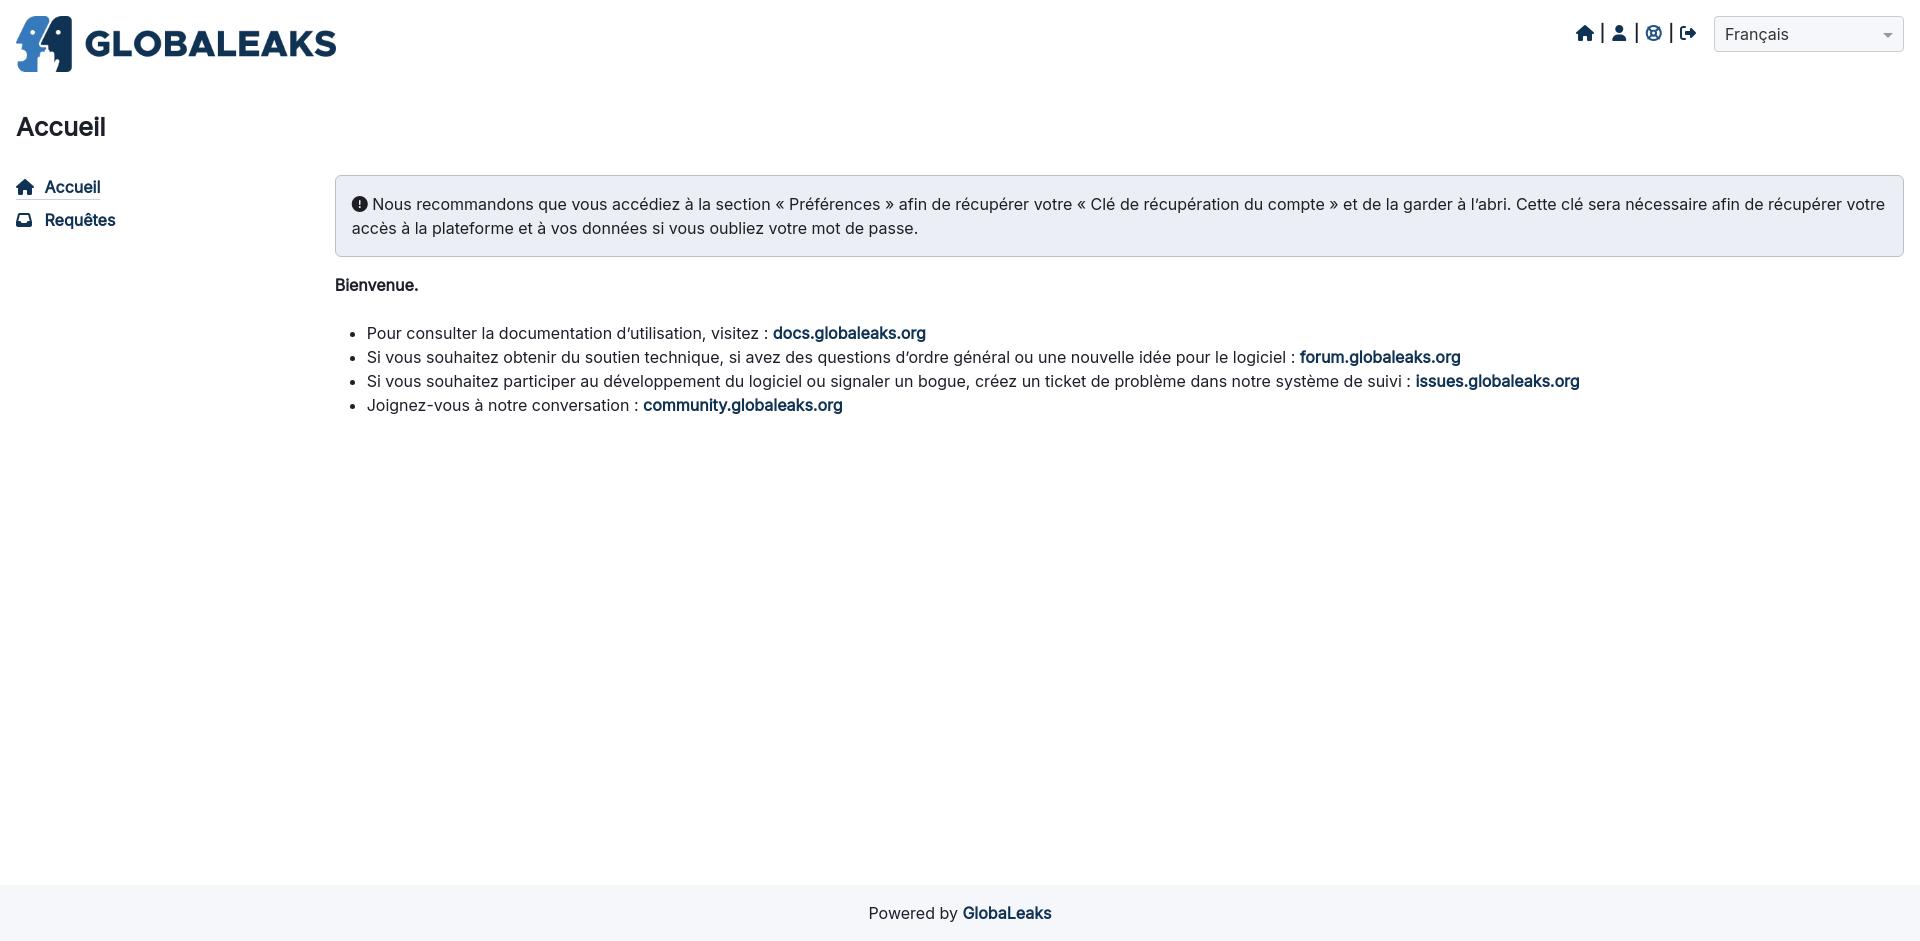 GLOBALEAKS
Français
Accueil
Accueil
Requêtes
Nous recommandons que vous accédiez à la section « Préférences » afin de récupérer votre « Clé de récupération du compte » et de la garder à l’abri. Cette clé sera nécessaire afin de récupérer votre
accès à la plateforme et à vos données si vous oubliez votre mot de passe.
Bienvenue.
Pour consulter la documentation d’utilisation, visitez : docs.globaleaks.org
Si vous souhaitez obtenir du soutien technique, si avez des questions d’ordre général ou une nouvelle idée pour le logiciel : forum.globaleaks.org
Si vous souhaitez participer au développement du logiciel ou signaler un bogue, créez un ticket de problème dans notre système de suivi : issues.globaleaks.org
Joignez-vous à notre conversation : community.globaleaks.org
Powered by GlobaLeaks